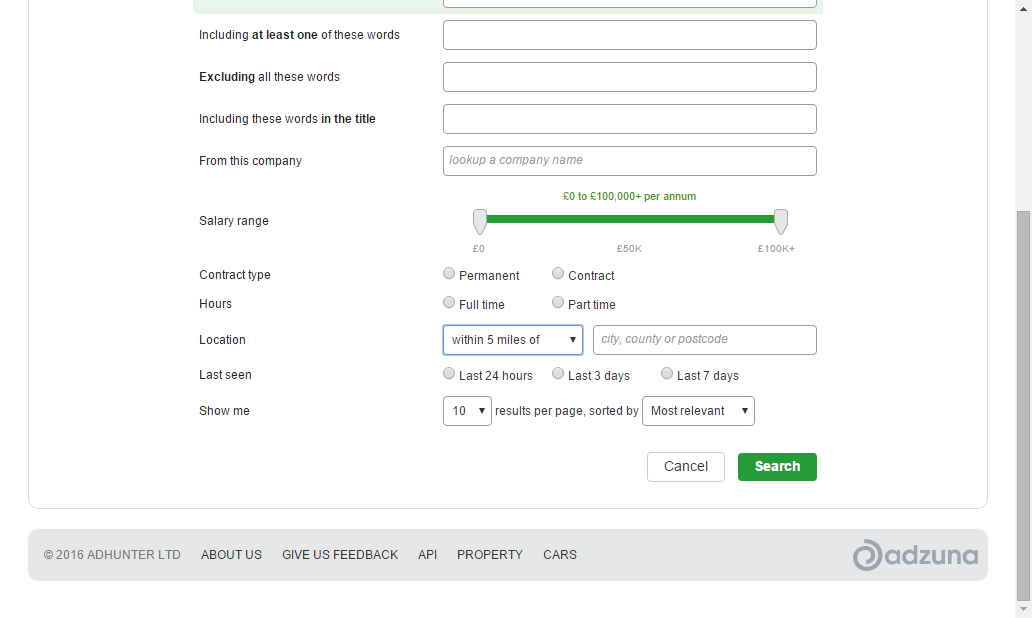 Including at least one of these words
Excluding all these words
Including these words in the title
From this company lookup a company name
£0 to £100,000+ per annum
Salary range
£0 £50K £100K+
Contract type Permanent Contract
Hours Full time Part time
Location within 5 miles of city, county or postcode
Last seen Last 24 hours Last 3 days Last 7 days
Show me 10 results per page, sorted by Most relevant
Cancel Search
© 2016 ADHUNTER LTD ABOUT US GIVE US FEEDBACK API PROPERTY CARS adzuna